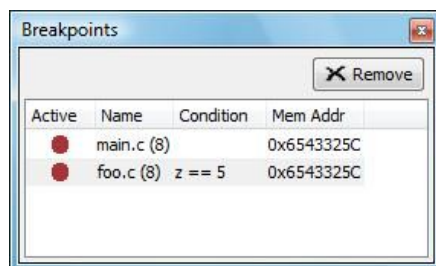 Breakpoints
Remove
Active Name Condition Mem Addr
main.c (8) 0x6543325C
foo.c (8) z == 5 0x6543325C